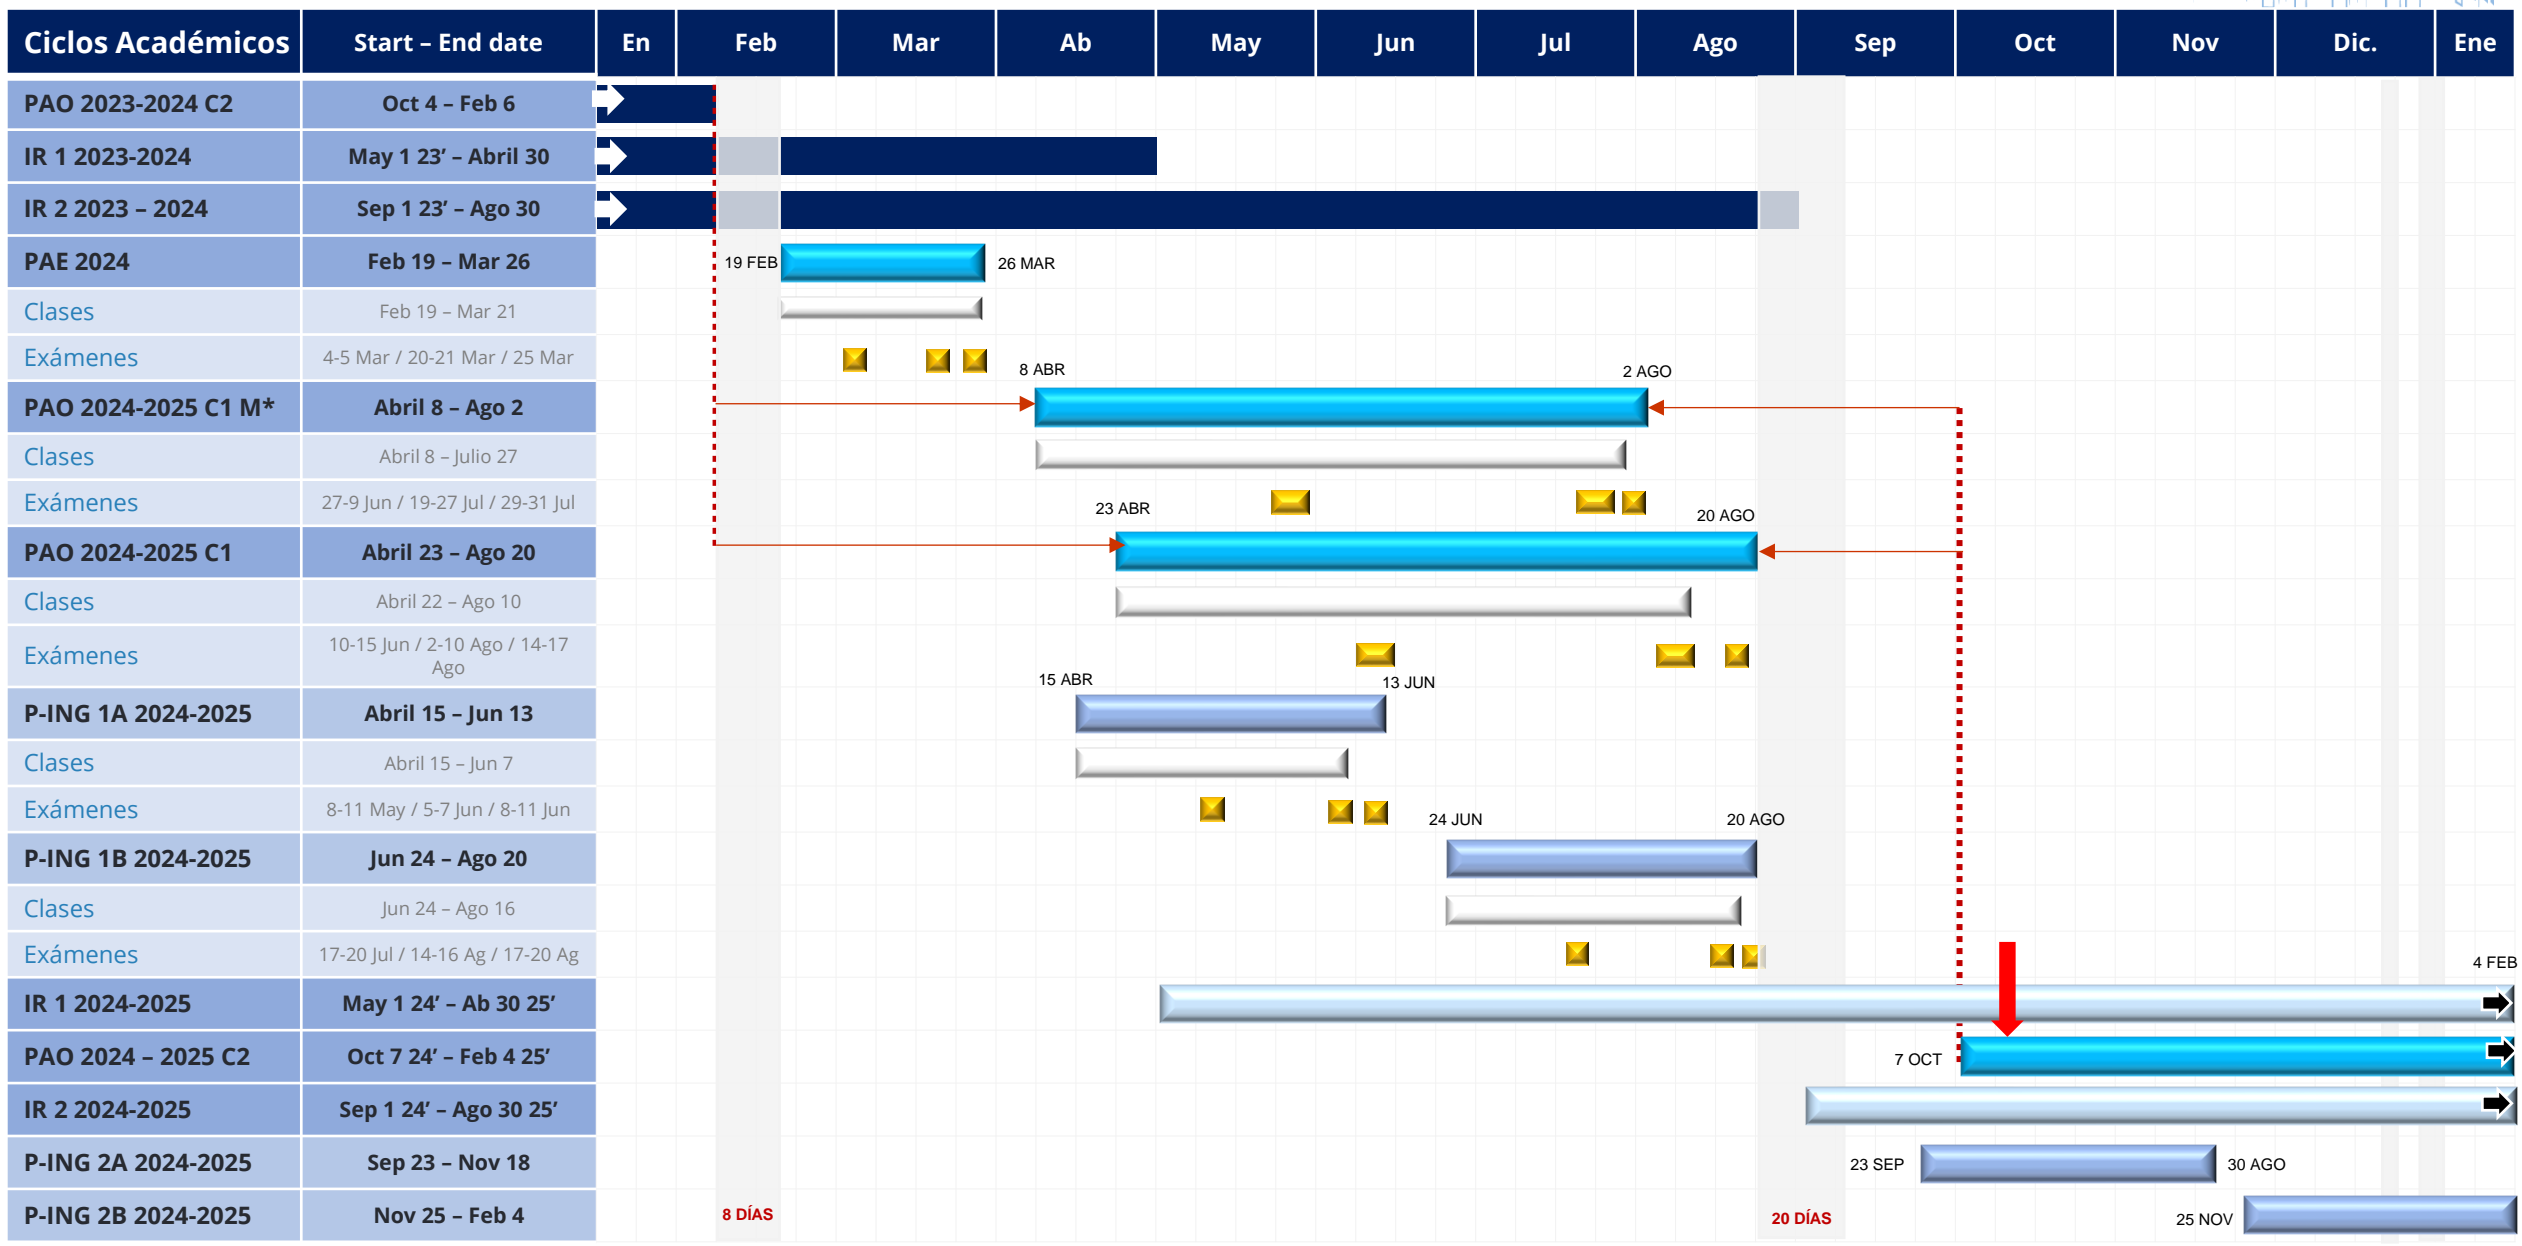 Ciclos Académicos Start – End date En Feb Mar Ab May Jun Jul Ago Sep Oct Nov Dic. Ene
PAO 2023-2024 C2 Oct 4 – Feb 6
IR 1 2023-2024 May 1 23’ – Abril 30
IR 2 2023 – 2024 Sep 1 23’ – Ago 30
PAE 2024 Feb 19 – Mar 26 19 FEB 26 MAR
Clases Feb 19 – Mar 21
Exámenes 4-5 Mar / 20-21 Mar / 25 Mar
8 ABR 2 AGO
PAO 2024-2025 C1 M* Abril 8 – Ago 2
Clases Abril 8 – Julio 27
Exámenes 27-9 Jun / 19-27 Jul / 29-31 Jul
23 ABR 20 AGO
PAO 2024-2025 C1 Abril 23 – Ago 20
Clases Abril 22 – Ago 10
Exámenes 10-15 Jun / 2-10 Ago / 14-17
Ago
15 ABR 13 JUN
P-ING 1A 2024-2025 Abril 15 – Jun 13
Clases Abril 15 – Jun 7
Exámenes 8-11 May / 5-7 Jun / 8-11 Jun
24 JUN 20 AGO
P-ING 1B 2024-2025 Jun 24 – Ago 20
Clases Jun 24 – Ago 16
Exámenes 17-20 Jul / 14-16 Ag / 17-20 Ag
4 FEB
IR 1 2024-2025 May 1 24’ – Ab 30 25’
PAO 2024 – 2025 C2 Oct 7 24’ – Feb 4 25’ 7 OCT
IR 2 2024-2025 Sep 1 24’ – Ago 30 25’
P-ING 2A 2024-2025 Sep 23 – Nov 18 23 SEP 30 AGO
P-ING 2B 2024-2025 Nov 25 – Feb 4 8 DÍAS 20 DÍAS 25 NOV